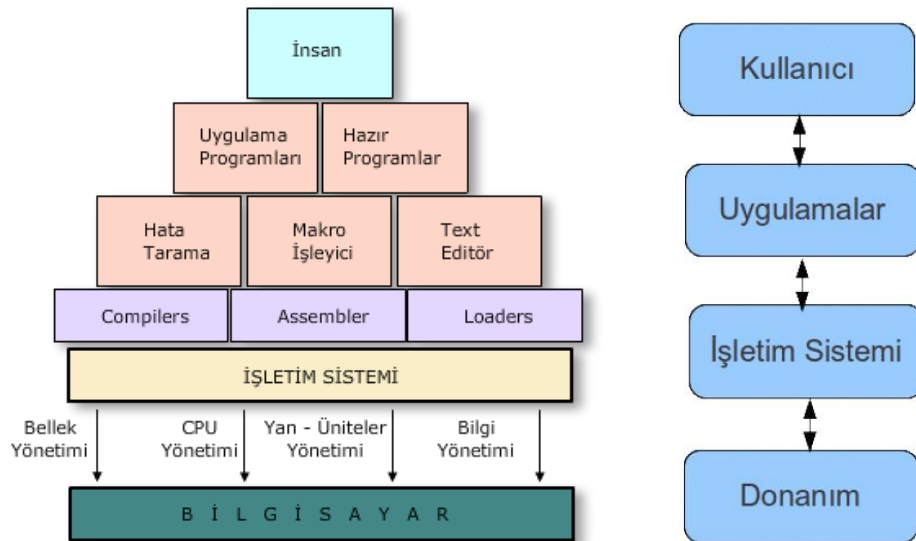 İnsan
Uygulama
Programları
Hazır
Programlar
Hata
Tarama
Makro
İşleyici
Text
Editör
Compilers
Assembler
Loaders
İŞLETİM SİSTEMİ
Bellek
Yönetimi
CPU
Yönetimi
Yan - Üniteler
Yönetimi
Bilgi
Yönetimi
B İ L G İ S A Y A R
Kullanıcı
Uygulamalar
İşletim Sistemi
Donanım